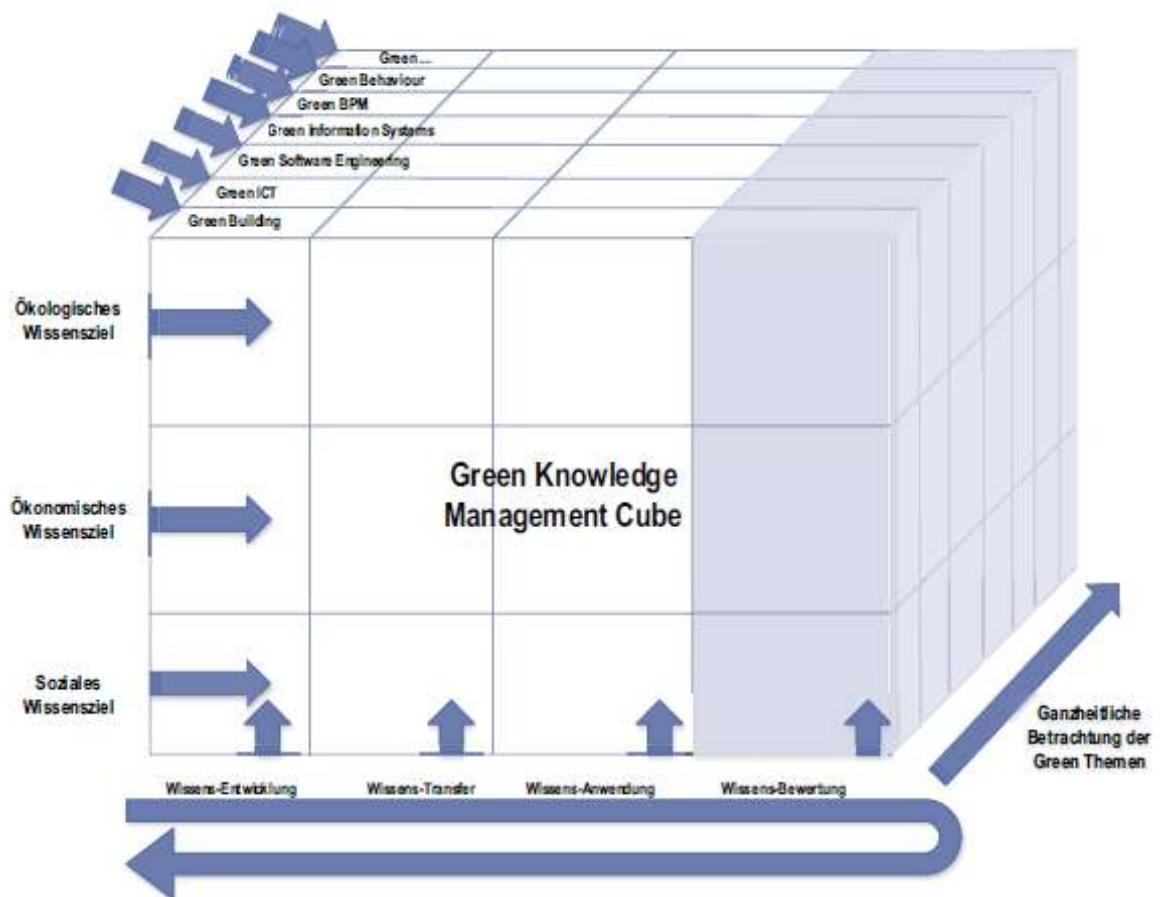 Green ...
Green Behaviour
Green BPM
Green Information Systems
Green Software Engineering
Green ICT
Green Building
Ökologisches
Wissensziel
Ökonomisches
Wissensziel
Soziales
Wissensziel
Green Knowledge
Management Cube
Ganzheitliche
Betrachtung der
Green Themen
Wissens-Entwicklung
Wissens-Transfer
Wissens-Anwendung
Wissens-Bewertung